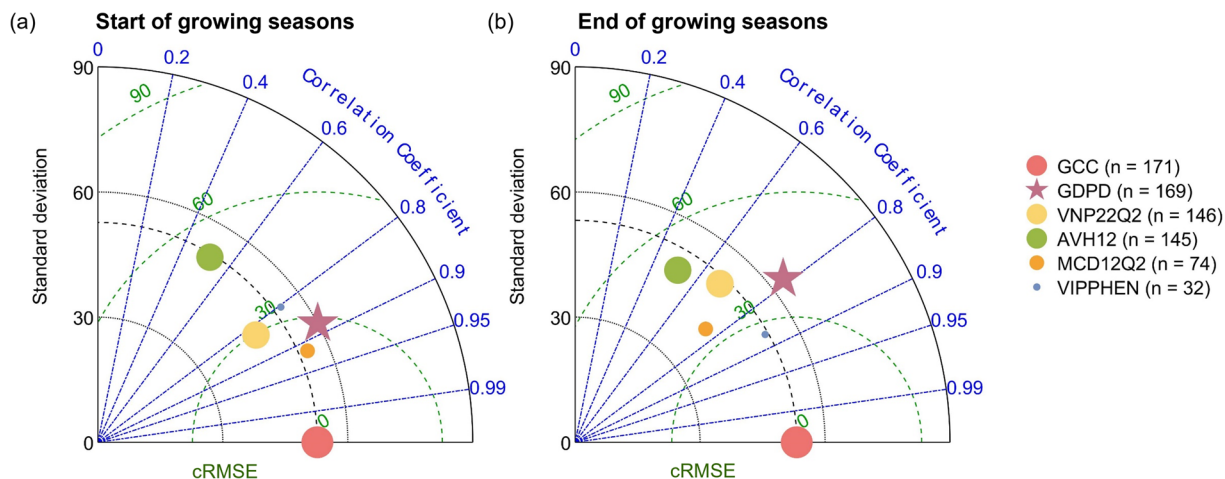 (a)
Start of growing seasons
90
60
30
0
Standard deviation
0
0.2
0.4
0.6
0.8
0.9
0.95
0.99
Correlation Coefficient
90
60
30
0
cRMSE
(b)
End of growing seasons
90
60
30
0
Standard deviation
0
0.2
0.4
0.6
0.8
0.9
0.95
0.99
Correlation Coefficient
90
60
30
0
cRMSE
GCC (n = 171)
GDPD (n = 169)
VNP22Q2 (n = 146)
AVH12 (n = 145)
MCD12Q2 (n = 74)
VIPPHEN (n = 32)